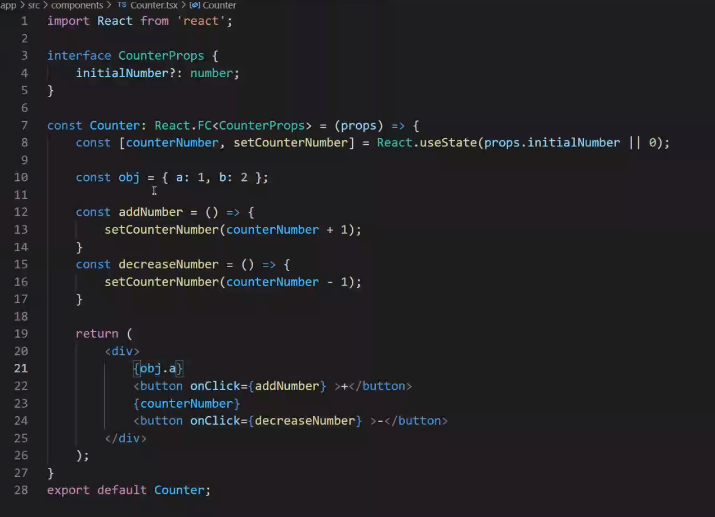 app > src > components > TS Counter.tsx > Counter
1 import React from 'react';
2
3 interface CounterProps {
4     initialNumber?: number;
5 }
6
7 const Counter: React.FC<CounterProps> = (props) => {
8     const [counterNumber, setCounterNumber] = React.useState(props.initialNumber || 0);
9
10     const obj = { a: 1, b: 2 };
11
12     const addNumber = () => {
13         setCounterNumber(counterNumber + 1);
14     }
15     const decreaseNumber = () => {
16         setCounterNumber(counterNumber - 1);
17     }
18
19     return (
20         <div>
21             {obj.a}
22             <button onClick={addNumber} >+</button>
23             {counterNumber}
24             <button onClick={decreaseNumber} >-</button>
25         </div>
26     );
27 }
28 export default Counter;